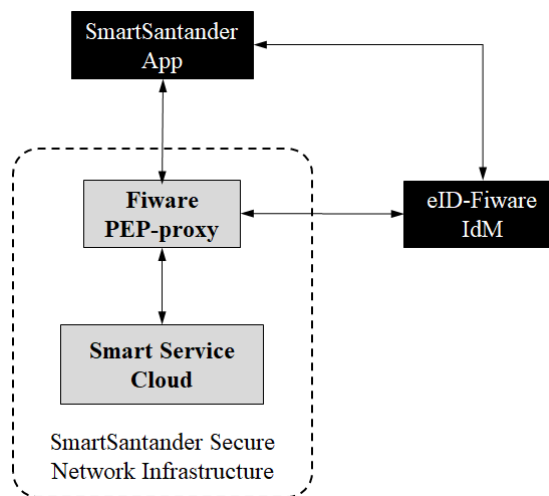 SmartSantander
App
Fiware
PEP-proxy
eID-Fiware
IdM
Smart Service
Cloud
SmartSantander Secure
Network Infrastructure